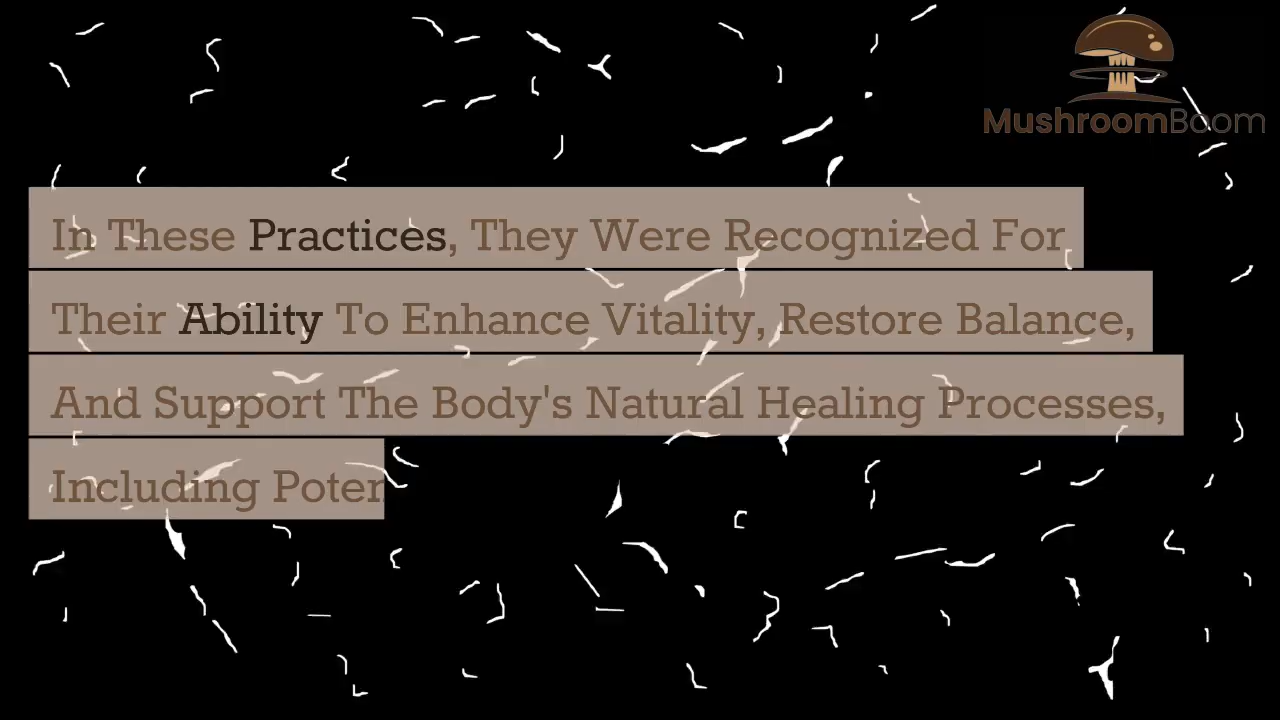 MushroomBoom
In These Practices, They Were Recognized For
Their Ability To Enhance Vitality, Restore Balance,
And Support The Body's Natural Healing Processes,
Including Poten